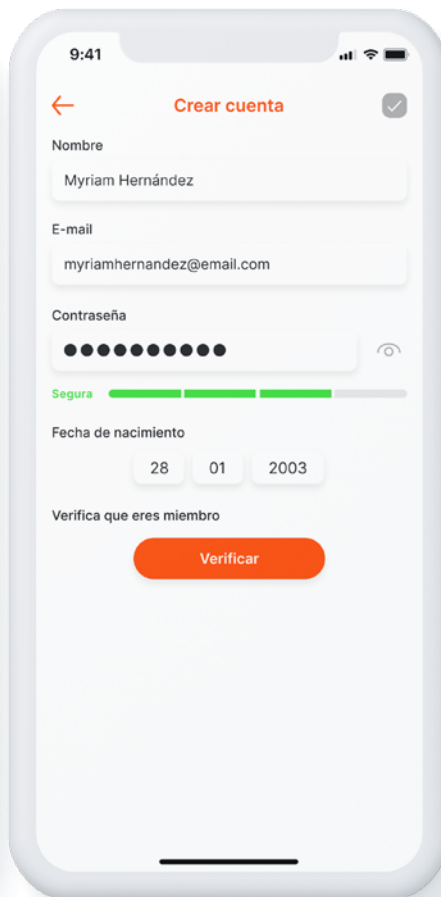 9:41
Crear cuenta
Nombre
Myriam Hernández
E-mail
myriamhernandez@email.com
Contraseña
●●●●●●●●●●
Segura
Fecha de nacimiento
28 01 2003
Verifica que eres miembro
Verificar